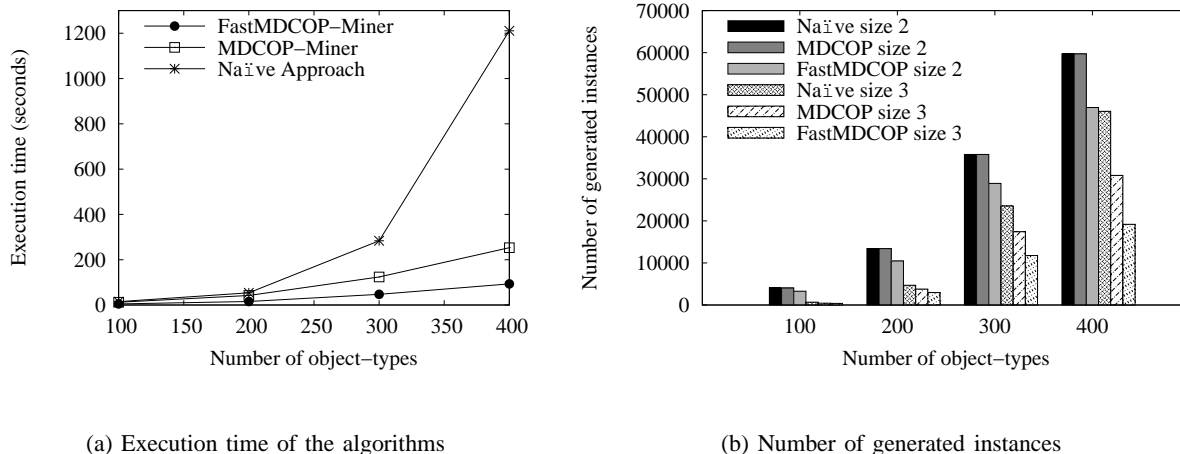 FastMDCOP−Miner
MDCOP−Miner
Naïve Approach
1200
1000
800
600
400
200
0
100 150 200 250 300 350 400
Execution time (seconds)
Number of object−types
(a) Execution time of the algorithms
Naïve size 2
MDCOP size 2
FastMDCOP size 2
Naïve size 3
MDCOP size 3
FastMDCOP size 3
70000
60000
50000
40000
30000
20000
10000
0
100 200 300 400
Number of generated instances
Number of object−types
(b) Number of generated instances